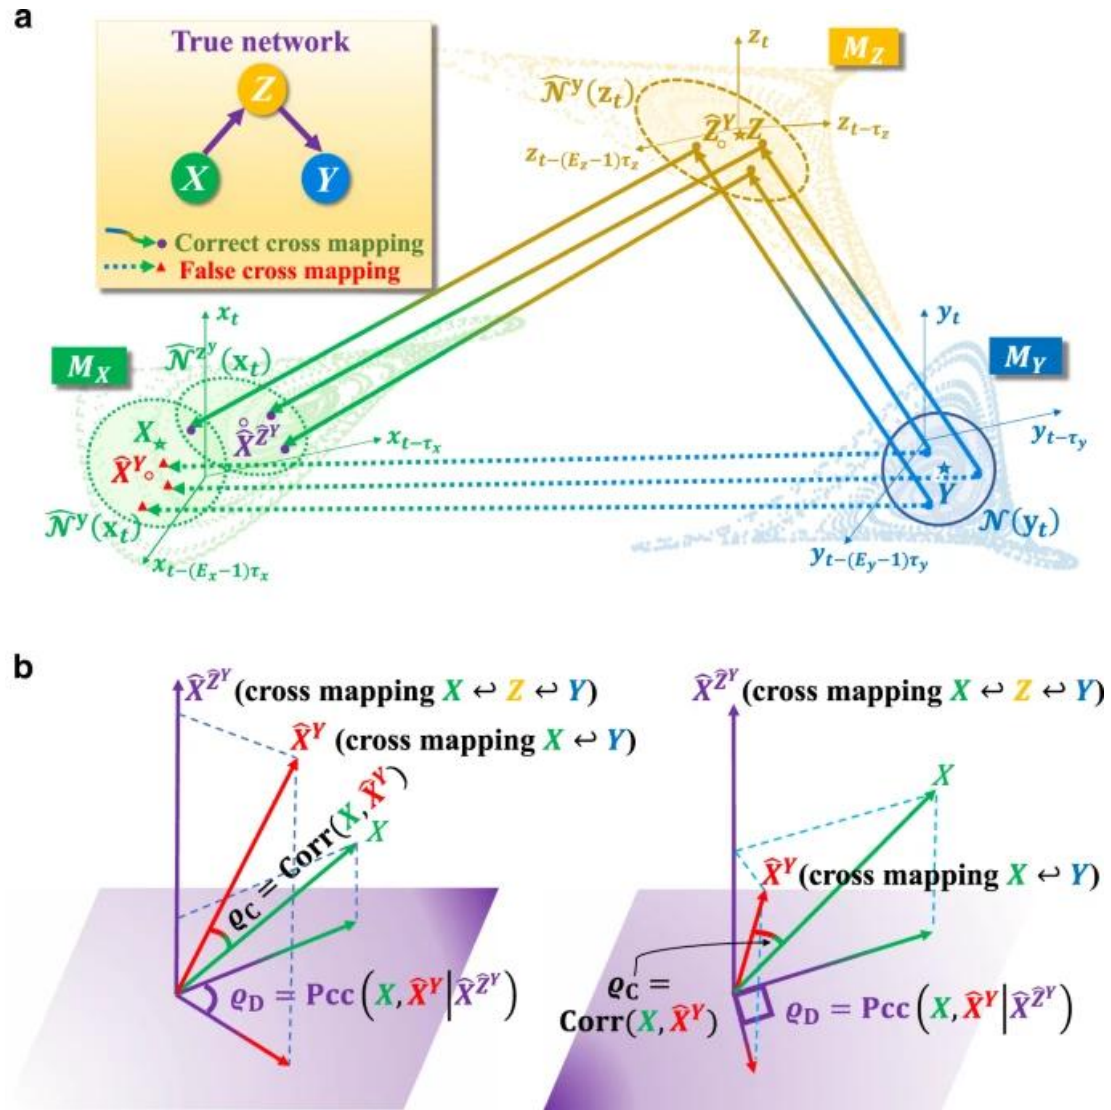 a
True network
Z
X
Y
Correct cross mapping
False cross mapping
z_t
M_Z
𝒩̂^y(z_t)
Ẑ^Y
Z
z_{t−τ_z}
z_{t−(E_z−1)τ_z}
x_t
M_X
𝒩̂^{z^y}(x_t)
X
X̂̂^{Ẑ^Y}
x_{t−τ_x}
X̂^Y
𝒩̂^y(x_t)
x_{t−(E_x−1)τ_x}
y_t
M_Y
y_{t−τ_y}
Y
𝒩(y_t)
y_{t−(E_y−1)τ_y}
b
X̂^{Ẑ^Y} (cross mapping X ↩ Z ↩ Y)
X̂^Y (cross mapping X ↩ Y)
ϱ_C = Corr(X, X̂^Y)
X
ϱ_D = Pcc(X, X̂^Y | X̂^{Ẑ^Y})
X̂^{Ẑ^Y} (cross mapping X ↩ Z ↩ Y)
X
X̂^Y (cross mapping X ↩ Y)
ϱ_C =
Corr(X, X̂^Y)
ϱ_D = Pcc(X, X̂^Y | X̂^{Ẑ^Y})